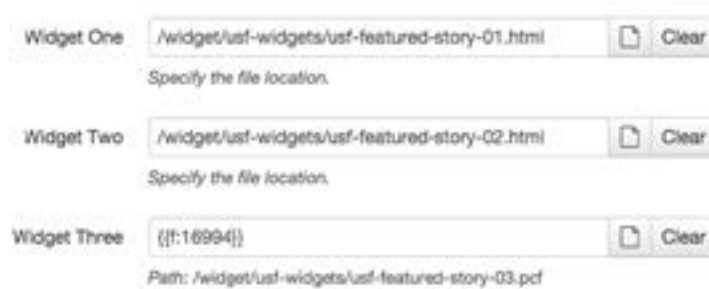 Widget One /widget/usf-widgets/usf-featured-story-01.html Clear
Specify the file location.
Widget Two /widget/usf-widgets/usf-featured-story-02.html Clear
Specify the file location.
Widget Three {{f:16994}} Clear
Path: /widget/usf-widgets/usf-featured-story-03.pcf